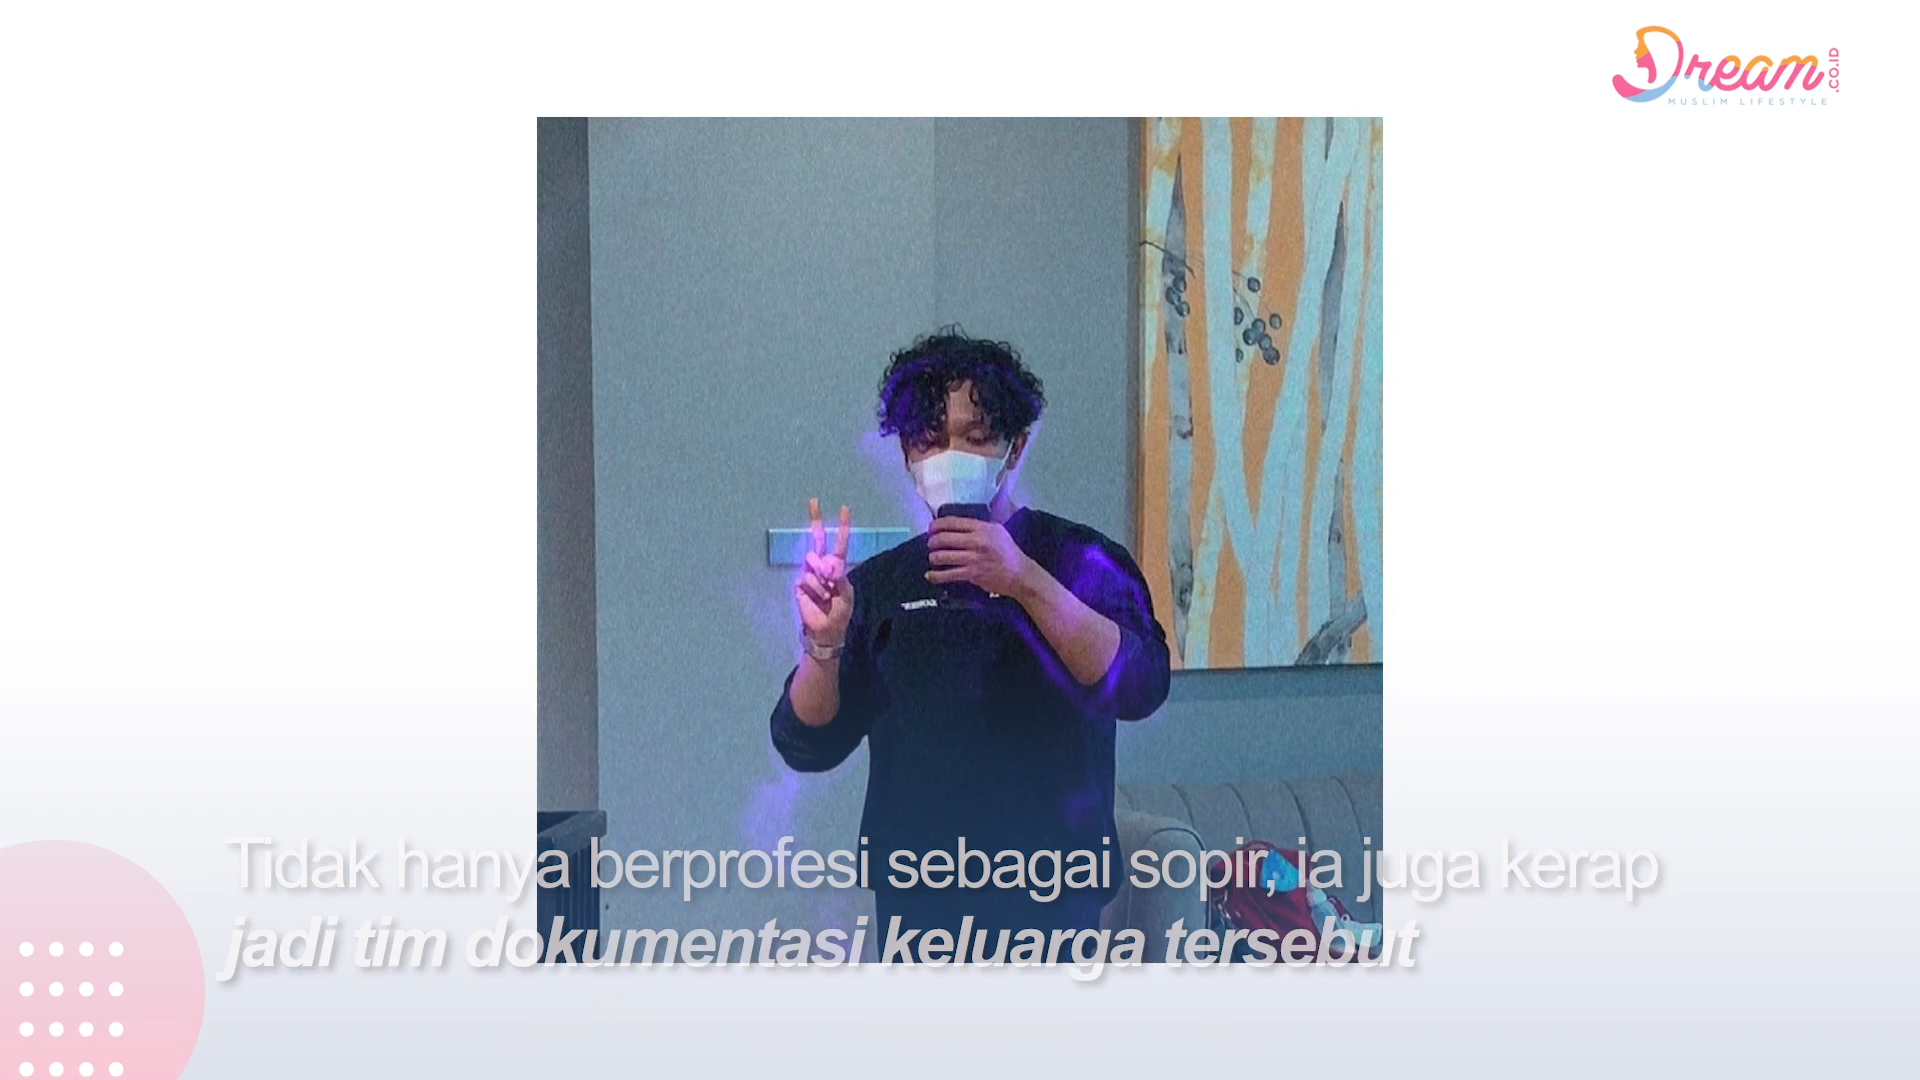 Dream
.CO.ID
MUSLIM LIFESTYLE
Tidak hanya berprofesi sebagai sopir, ia juga kerap
jadi tim dokumentasi keluarga tersebut